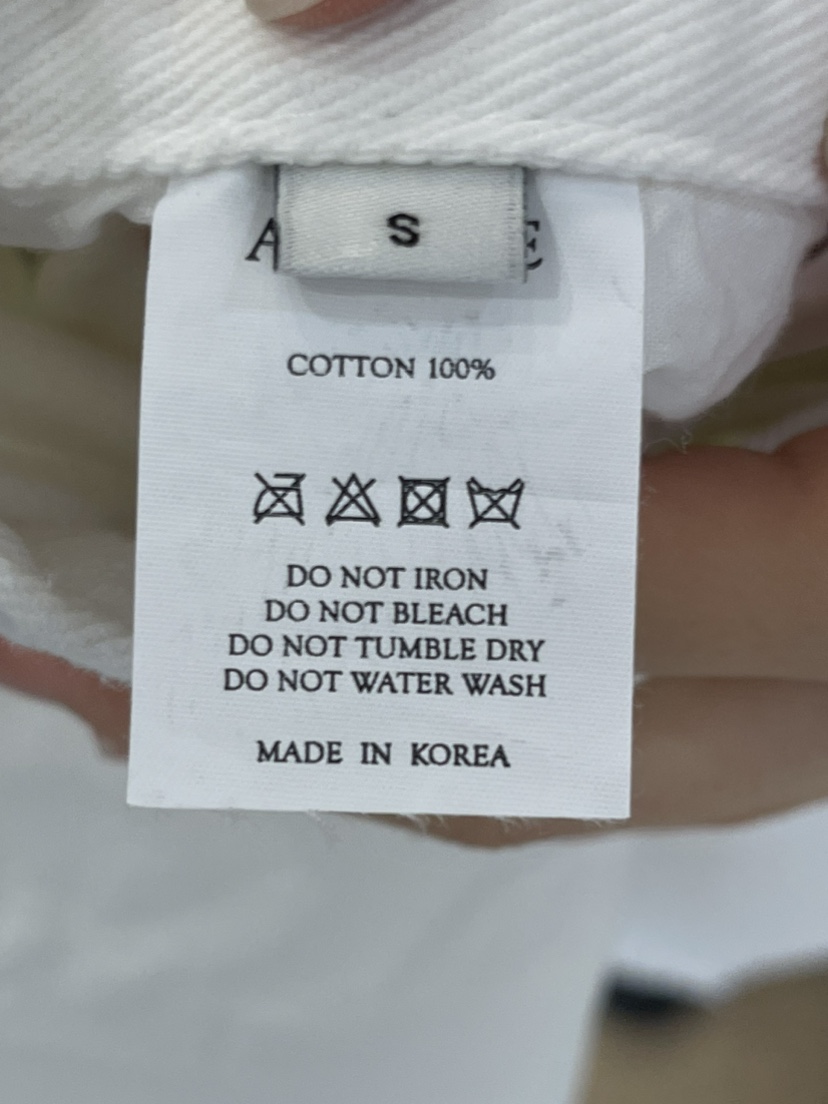 S
COTTON 100%
DO NOT IRON
DO NOT BLEACH
DO NOT TUMBLE DRY
DO NOT WATER WASH
MADE IN KOREA